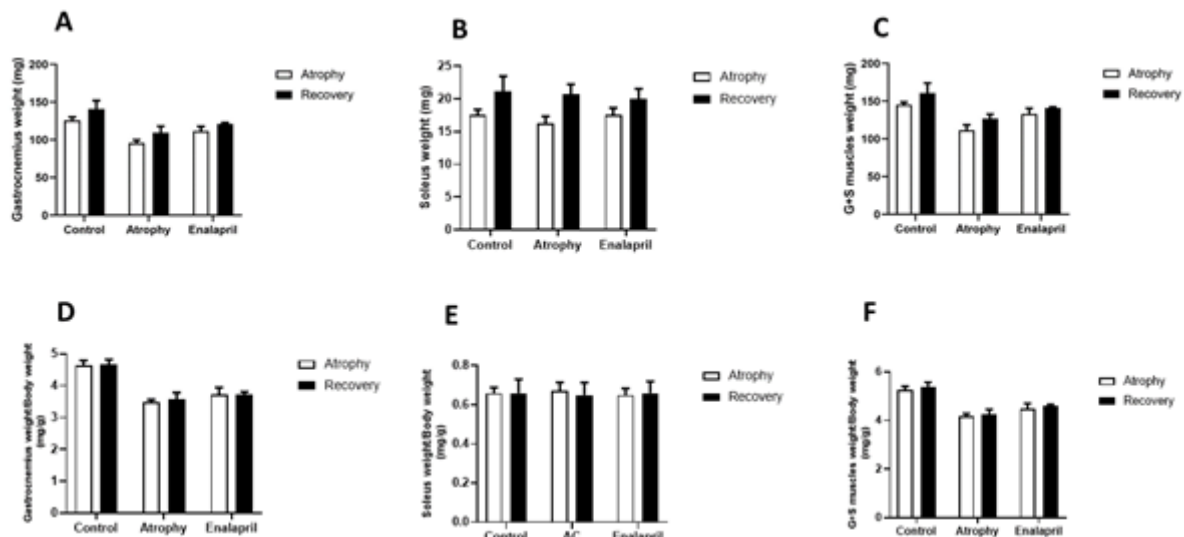 A
Gastrocnemius weight (mg)
200
150
100
50
0
Control Atrophy Enalapril
Atrophy
Recovery
B
Soleus weight (mg)
25
20
15
10
5
0
Control Atrophy Enalapril
Atrophy
Recovery
C
G+S muscles weight (mg)
200
150
100
50
0
Control Atrophy Enalapril
Atrophy
Recovery
D
Gastrocnemius weight/Body weight
(mg/g)
5
4
3
2
1
0
Control Atrophy Enalapril
Atrophy
Recovery
E
Soleus weight/Body weight
(mg/g)
0.8
0.6
0.4
0.2
0.0
Control AC Enalapril
Atrophy
Recovery
F
G+S muscles weight/Body weight
(mg/g)
6
4
2
0
Control Atrophy Enalapril
Atrophy
Recovery